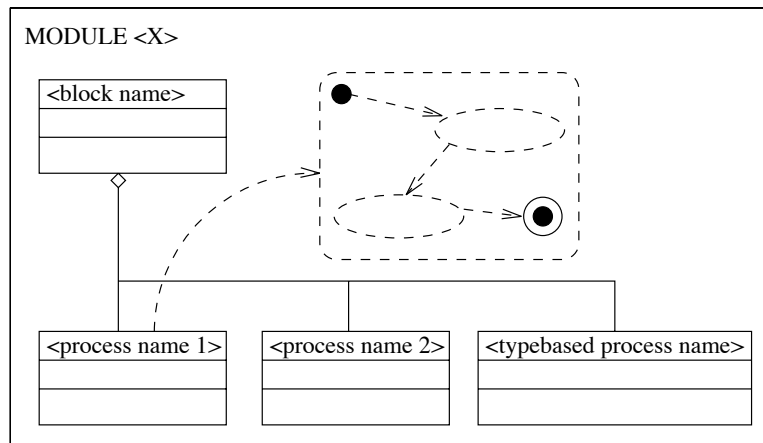 MODULE <X>
<block name>
<process name 1>
<process name 2>
<typebased process name>